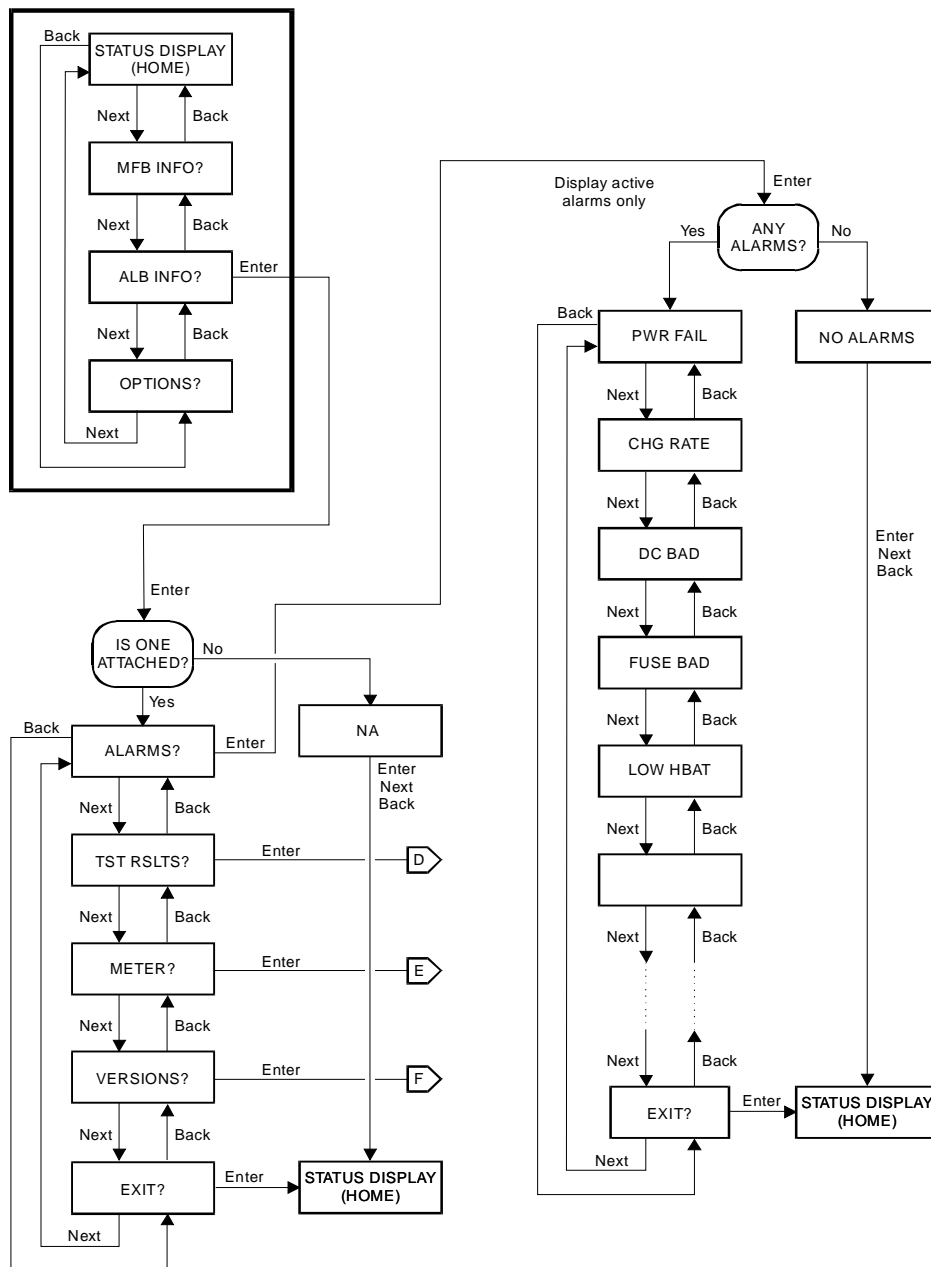 Back
STATUS DISPLAY
(HOME)
Next
Back
MFB INFO?
Next
Back
ALB INFO?
Enter
Next
Back
OPTIONS?
Next
Enter
IS ONE
ATTACHED?
No
Yes
NA
Enter
Next
Back
Back
ALARMS?
Enter
Next
Back
TST RSLTS?
Enter
D
Next
Back
METER?
Enter
E
Next
Back
VERSIONS?
Enter
F
Next
Back
EXIT?
Enter
STATUS DISPLAY
(HOME)
Next
Display active
alarms only
Enter
ANY
ALARMS?
Yes
No
NO ALARMS
Back
PWR FAIL
Next
Back
CHG RATE
Next
Back
DC BAD
Next
Back
FUSE BAD
Next
Back
LOW HBAT
Next
Back
Next
Back
Next
Back
EXIT?
Enter
Next
Enter
Next
Back
STATUS DISPLAY
(HOME)